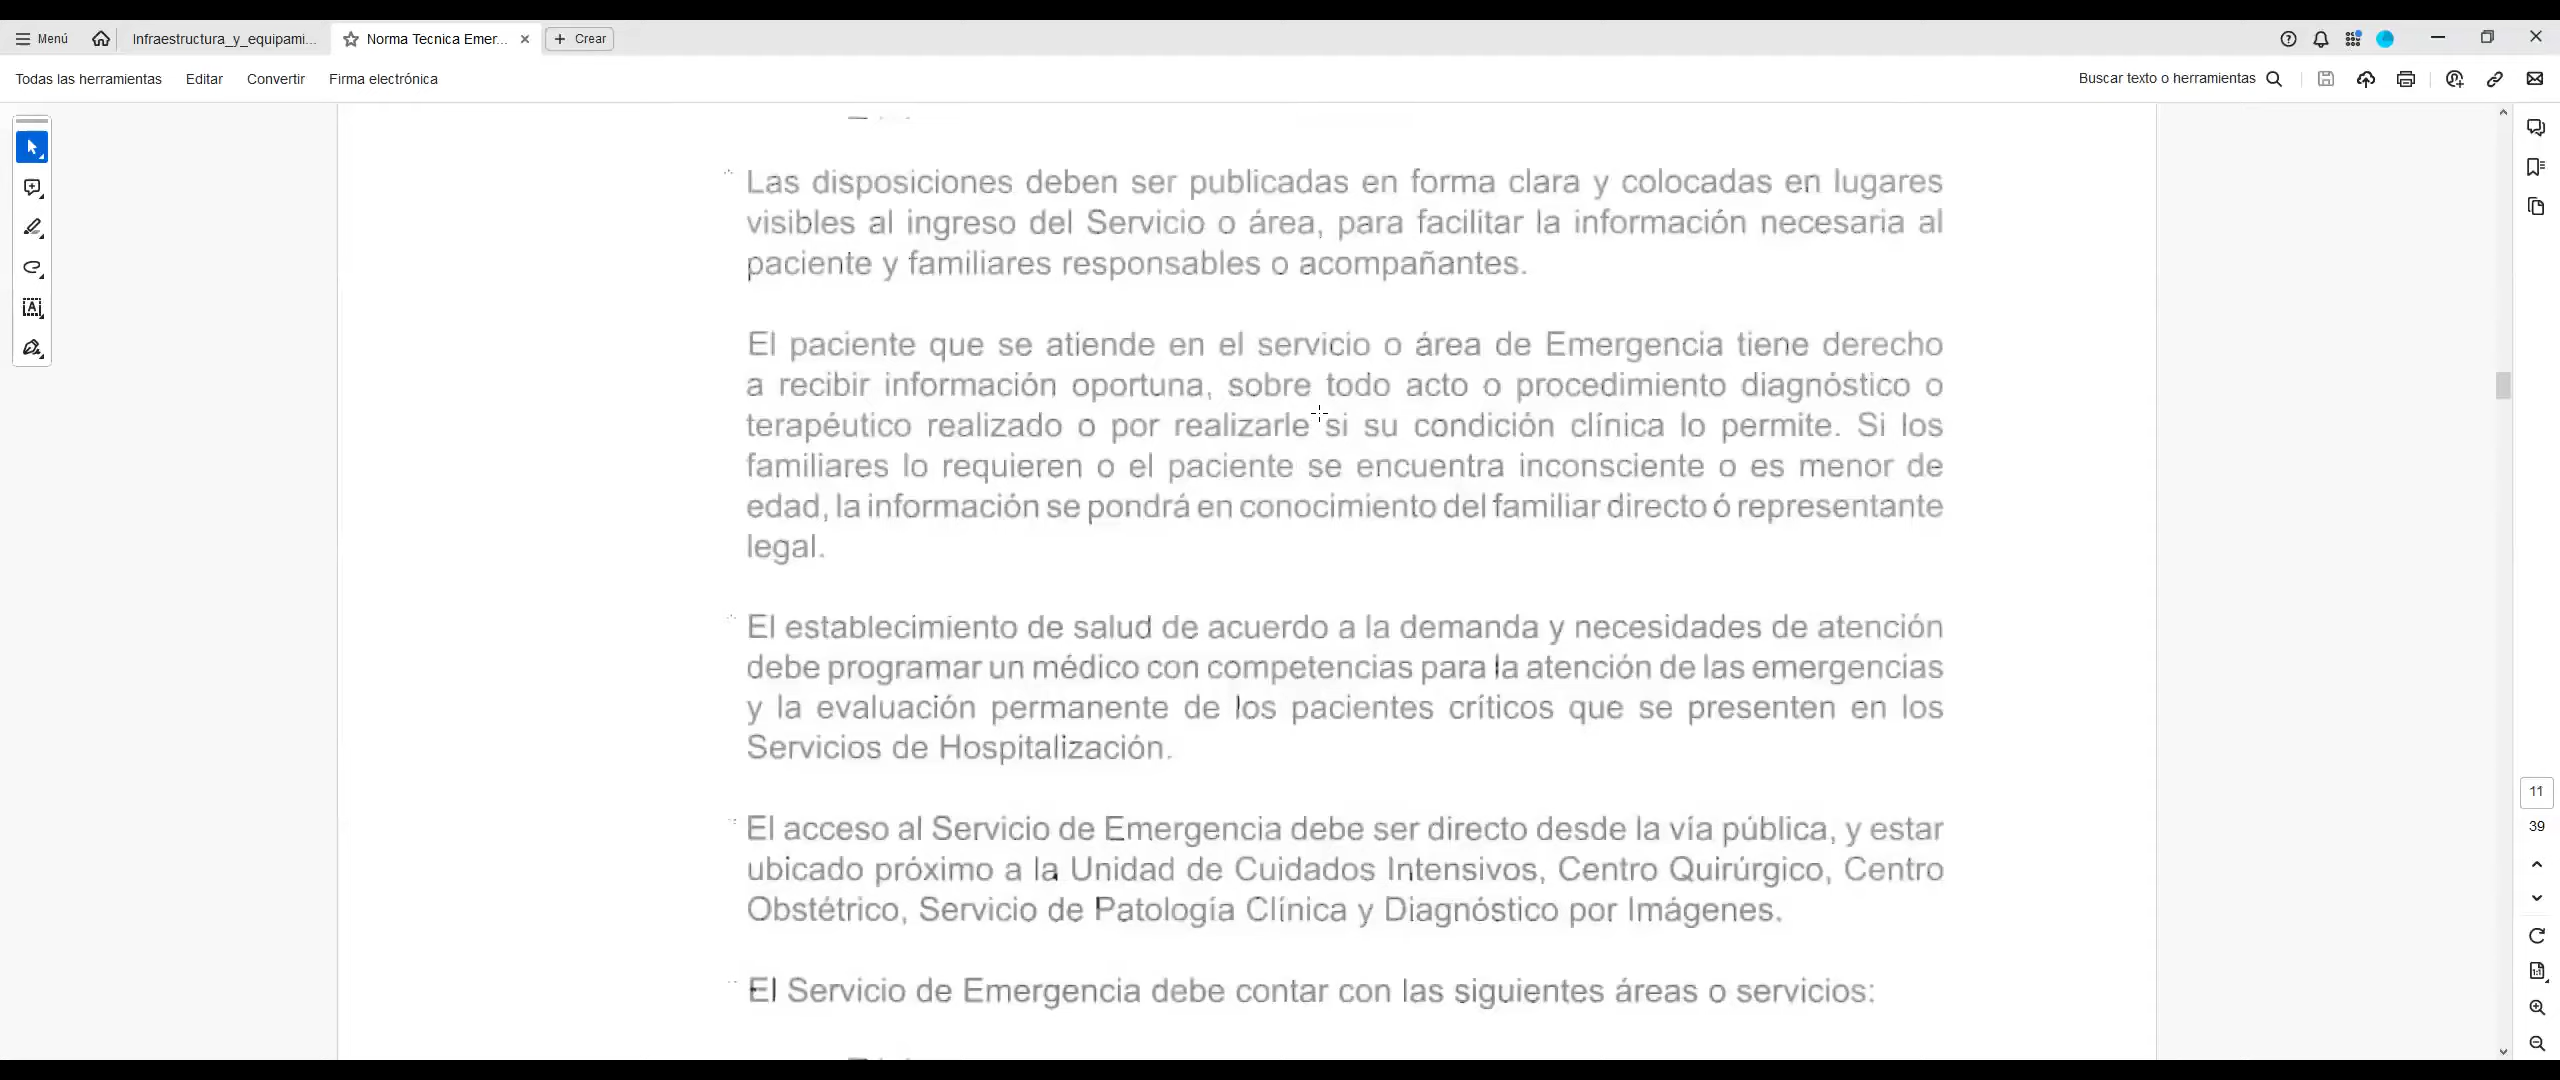 Menú
Infraestructura_y_equipami...
Norma Tecnica Emer...
Crear
Todas las herramientas
Editar
Convertir
Firma electrónica
Buscar texto o herramientas
Las disposiciones deben ser publicadas en forma clara y colocadas en lugares
visibles al ingreso del Servicio o área, para facilitar la información necesaria al
paciente y familiares responsables o acompañantes.
El paciente que se atiende en el servicio o área de Emergencia tiene derecho
a recibir información oportuna, sobre todo acto o procedimiento diagnóstico o
terapéutico realizado o por realizarle si su condición clínica lo permite. Si los
familiares lo requieren o el paciente se encuentra inconsciente o es menor de
edad, la información se pondrá en conocimiento del familiar directo ó representante
legal.
El establecimiento de salud de acuerdo a la demanda y necesidades de atención
debe programar un médico con competencias para la atención de las emergencias
y la evaluación permanente de los pacientes críticos que se presenten en los
Servicios de Hospitalización.
El acceso al Servicio de Emergencia debe ser directo desde la vía pública, y estar
ubicado próximo a la Unidad de Cuidados Intensivos, Centro Quirúrgico, Centro
Obstétrico, Servicio de Patología Clínica y Diagnóstico por Imágenes.
El Servicio de Emergencia debe contar con las siguientes áreas o servicios:
11
39